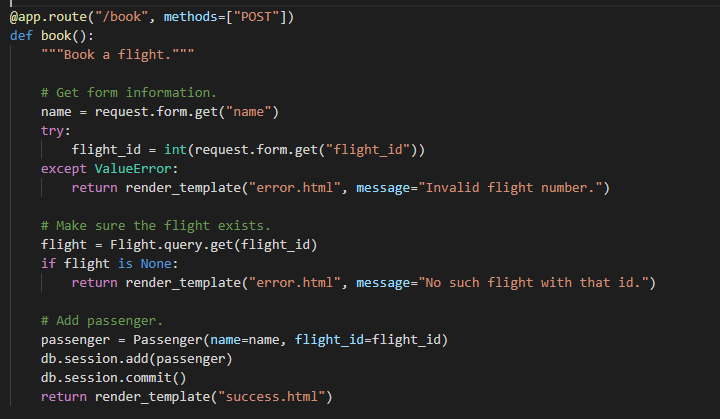 @app.route("/book", methods=["POST"])
def book():
    """Book a flight."""

    # Get form information.
    name = request.form.get("name")
    try:
        flight_id = int(request.form.get("flight_id"))
    except ValueError:
        return render_template("error.html", message="Invalid flight number.")

    # Make sure the flight exists.
    flight = Flight.query.get(flight_id)
    if flight is None:
        return render_template("error.html", message="No such flight with that id.")

    # Add passenger.
    passenger = Passenger(name=name, flight_id=flight_id)
    db.session.add(passenger)
    db.session.commit()
    return render_template("success.html")